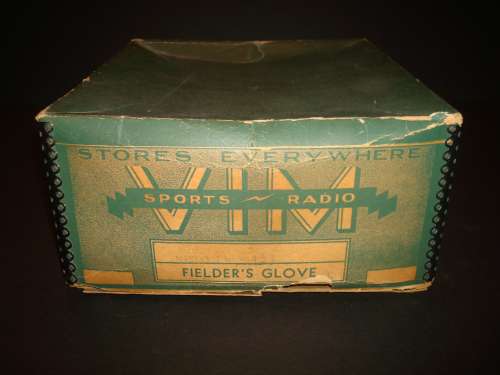 STORES EVERYWHERE
VIM
SPORTS RADIO
FIELDER'S GLOVE